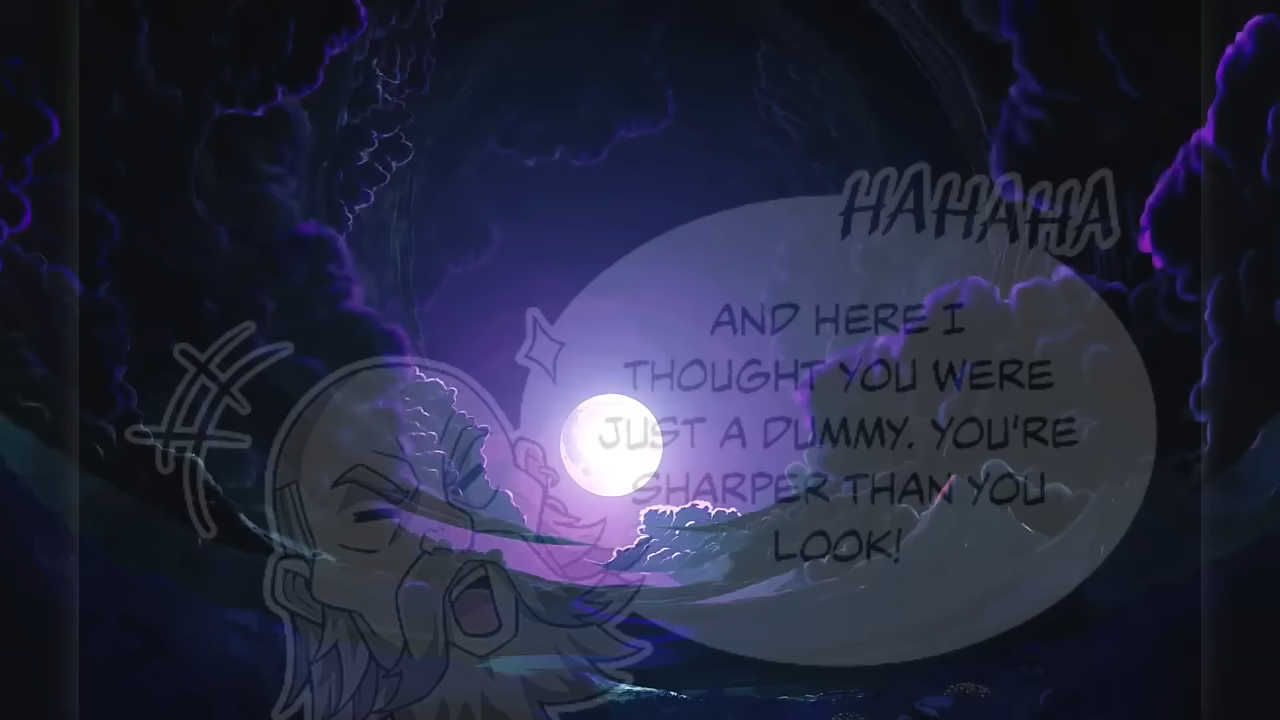 HAHAHA
AND HERE I
THOUGHT YOU WERE
JUST A DUMMY. YOU'RE
SHARPER THAN YOU
LOOK!